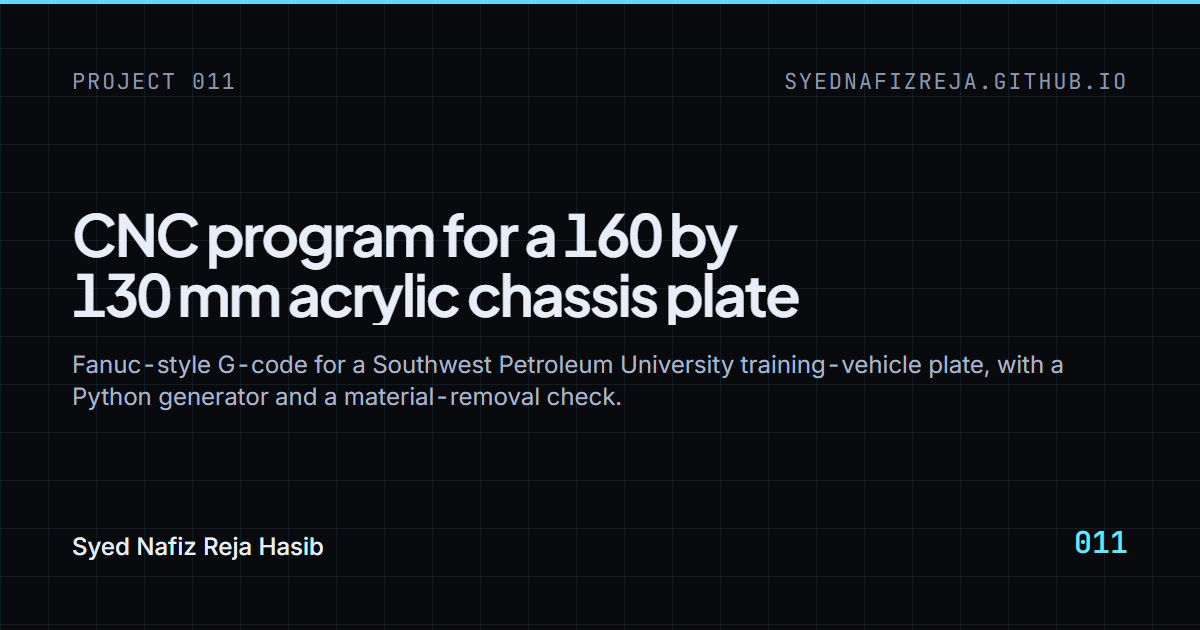 PROJECT 011
SYEDNAFIZREJA.GITHUB.IO
CNC program for a 160 by
130 mm acrylic chassis plate
Fanuc-style G-code for a Southwest Petroleum University training-vehicle plate, with a
Python generator and a material-removal check.
Syed Nafiz Reja Hasib
011